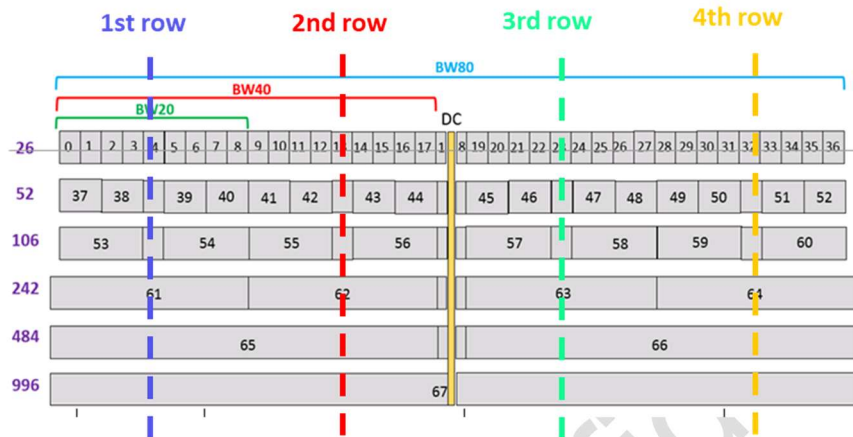 1st row 2nd row 3rd row 4th row
BW80
BW40
BW20 DC
26 0 1 2 3 4 5 6 7 8 9 10 11 12 13 14 15 16 17 1 8 19 20 21 22 23 24 25 26 27 28 29 30 31 32 33 34 35 36
52 37 38 39 40 41 42 43 44 45 46 47 48 49 50 51 52
106 53 54 55 56 57 58 59 60
242 61 62 63 64
484 65 66
996 67